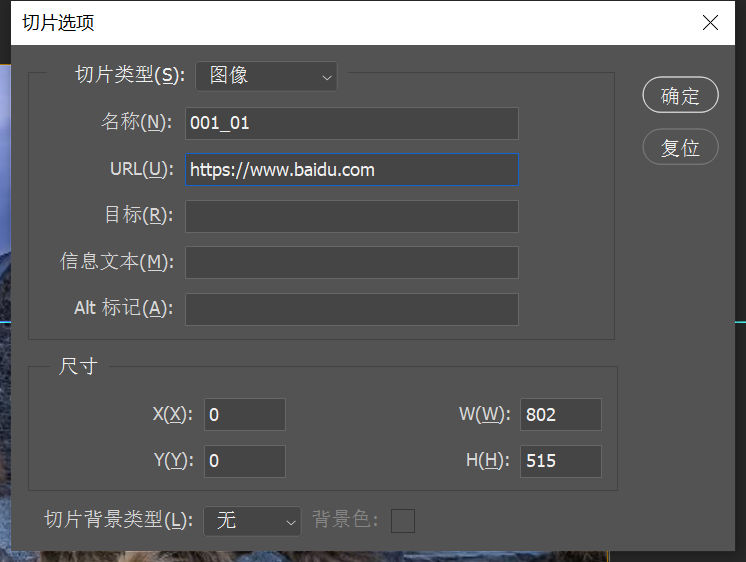 切片选项
切片类型(S): 图像
确定
名称(N): 001_01
复位
URL(U): https://www.baidu.com
目标(R):
信息文本(M):
Alt 标记(A):
尺寸
X(X): 0 W(W): 802
Y(Y): 0 H(H): 515
切片背景类型(L): 无 背景色: